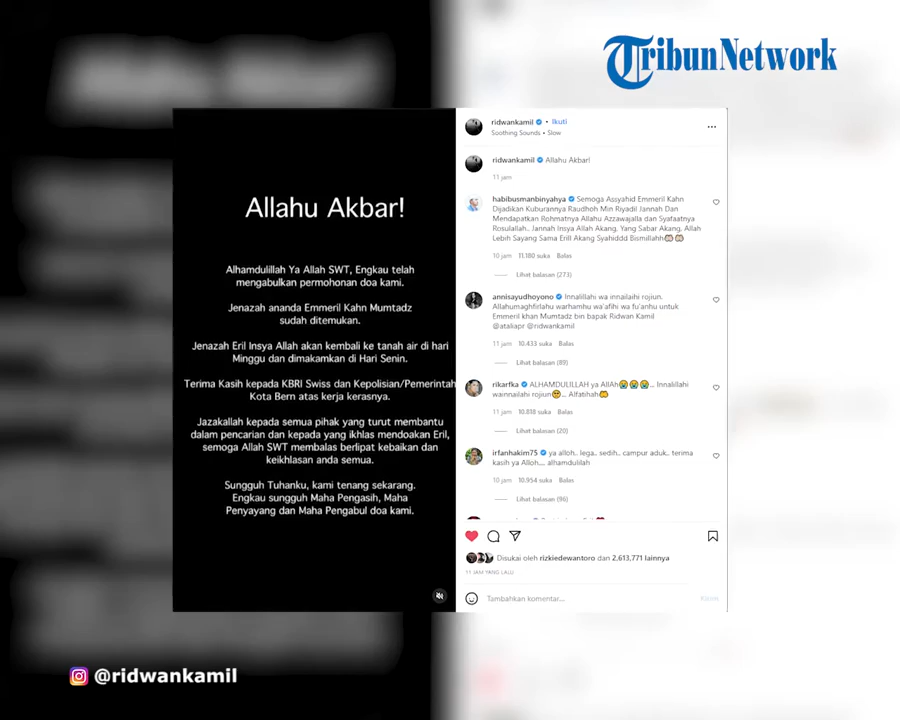 TribunNetwork
Allahu Akbar!
Alhamdulillah Ya Allah SWT, Engkau telah
mengabulkan permohonan doa kami.
Jenazah ananda Emmeril Kahn Mumtadz
sudah ditemukan.
Jenazah Eril Insya Allah akan kembali ke tanah air di hari
Minggu dan dimakamkan di Hari Senin.
Terima Kasih kepada KBRI Swiss dan Kepolisian/Pemerintah
Kota Bern atas kerja kerasnya.
Jazakallah kepada semua pihak yang turut membantu
dalam pencarian dan kepada yang ikhlas mendoakan Eril,
semoga Allah SWT membalas berlipat kebaikan dan
keikhlasan anda semua.
Sungguh Tuhanku, kami tenang sekarang.
Engkau sungguh Maha Pengasih, Maha
Penyayang dan Maha Pengabul doa kami.
ridwankamil • Ikuti
Soothing Sounds • Slow
ridwankamil Allahu Akbar!
11 jam
habibusmanbinyahya Semoga Assyahid Emmeril Kahn
Dijadikan Kuburannya Raudhoh Min Riyadil Jannah Dan
Mendapatkan Rohmatnya Allahu Azzawajalla dan Syafaatnya
Rosulallah.. Jannah Insya Allah Akang, Yang Sabar Akang, Allah
Lebih Sayang Sama Erill Akang Syahiddd Bismillahh
10 jam 11.180 suka Balas
Lihat balasan (273)
annisayudhoyono Innalillahi wa innailaihi rojiun.
Allahumaghfirlahu warhamhu wa'afihi wa fu'anhu untuk
Emmeril khan Mumtadz bin bapak Ridwan Kamil
@ataliapr @ridwankamil
11 jam 10.433 suka Balas
Lihat balasan (89)
rikarfka ALHAMDULILLAH ya AllAh😭😭😭... Innalillahi
wainnailahi rojiun🥺... Alfatihah🤲
11 jam 10.818 suka Balas
Lihat balasan (20)
irfanhakim75 ya alloh.. lega.. sedih.. campur aduk.. terima
kasih ya Alloh.... alhamdulilah
10 jam 10.954 suka Balas
Lihat balasan (96)
Disukai oleh rizkiedewantoro dan 2,613,771 lainnya
11 JAM YANG LALU
Tambahkan komentar...
Kirim
@ridwankamil